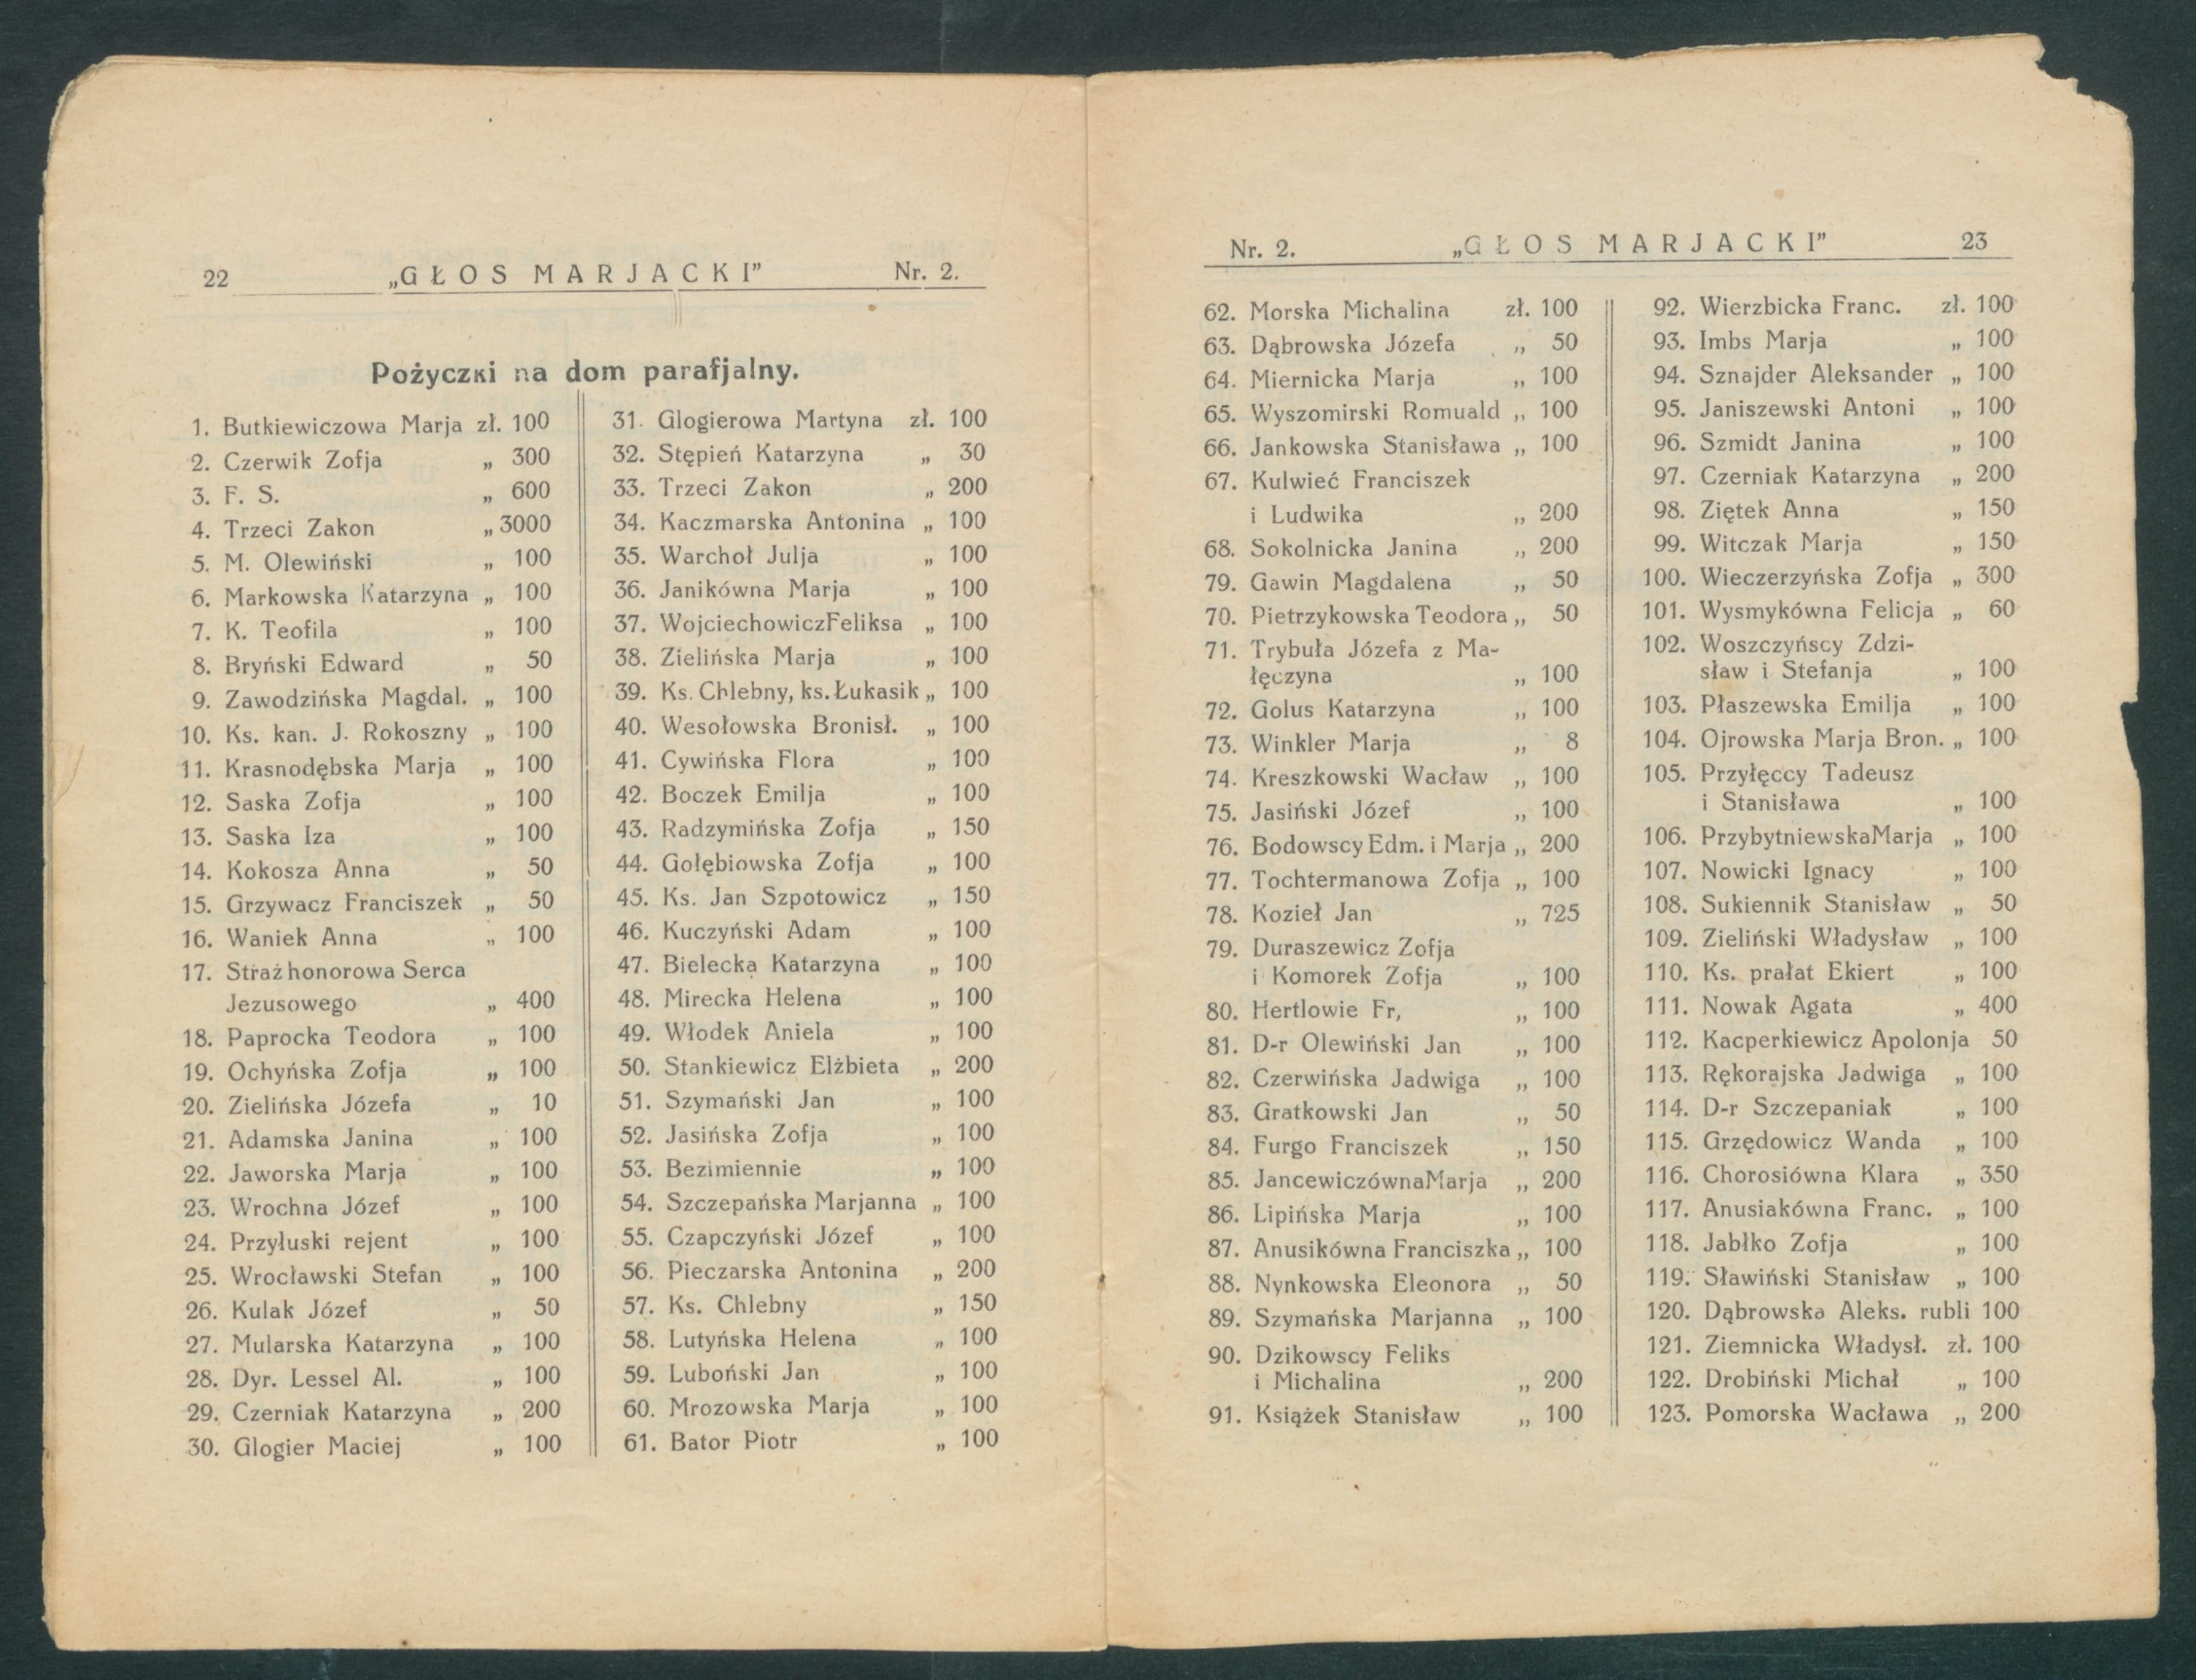 22 „GŁOS MARJACKI” Nr. 2.
Pożyczki na dom parafjalny.
1. Butkiewiczowa Marja zł. 100
2. Czerwik Zofja „ 300
3. F. S. „ 600
4. Trzeci Zakon „ 3000
5. M. Olewiński „ 100
6. Markowska Katarzyna „ 100
7. K. Teofila „ 100
8. Bryński Edward „ 50
9. Zawodzińska Magdal. „ 100
10. Ks. kan. J. Rokoszny „ 100
11. Krasnodębska Marja „ 100
12. Saska Zofja „ 100
13. Saska Iza „ 100
14. Kokosza Anna „ 50
15. Grzywacz Franciszek „ 50
16. Waniek Anna „ 100
17. Straż honorowa Serca
Jezusowego „ 400
18. Paprocka Teodora „ 100
19. Ochyńska Zofja „ 100
20. Zielińska Józefa „ 10
21. Adamska Janina „ 100
22. Jaworska Marja „ 100
23. Wrochna Józef „ 100
24. Przyłuski rejent „ 100
25. Wrocławski Stefan „ 100
26. Kulak Józef „ 50
27. Mularska Katarzyna „ 100
28. Dyr. Lessel Al. „ 100
29. Czerniak Katarzyna „ 200
30. Glogier Maciej „ 100
31. Glogierowa Martyna zł. 100
32. Stępień Katarzyna „ 30
33. Trzeci Zakon „ 200
34. Kaczmarska Antonina „ 100
35. Warchoł Julja „ 100
36. Janikówna Marja „ 100
37. WojciechowiczFeliksa „ 100
38. Zielińska Marja „ 100
39. Ks. Chlebny, ks. Łukasik „ 100
40. Wesołowska Bronisł. „ 100
41. Cywińska Flora „ 100
42. Boczek Emilja „ 100
43. Radzymińska Zofja „ 150
44. Gołębiowska Zofja „ 100
45. Ks. Jan Szpotowicz „ 150
46. Kuczyński Adam „ 100
47. Bielecka Katarzyna „ 100
48. Mirecka Helena „ 100
49. Włodek Aniela „ 100
50. Stankiewicz Elżbieta „ 200
51. Szymański Jan „ 100
52. Jasińska Zofja „ 100
53. Bezimiennie „ 100
54. Szczepańska Marjanna „ 100
55. Czapczyński Józef „ 100
56. Pieczarska Antonina „ 200
57. Ks. Chlebny „ 150
58. Lutyńska Helena „ 100
59. Luboński Jan „ 100
60. Mrozowska Marja „ 100
61. Bator Piotr „ 100
Nr. 2. „GŁOS MARJACKI” 23
62. Morska Michalina zł. 100
63. Dąbrowska Józefa „ 50
64. Miernicka Marja „ 100
65. Wyszomirski Romuald „ 100
66. Jankowska Stanisława „ 100
67. Kulwieć Franciszek
i Ludwika „ 200
68. Sokolnicka Janina „ 200
79. Gawin Magdalena „ 50
70. Pietrzykowska Teodora „ 50
71. Trybuła Józefa z Ma-
łęczyna „ 100
72. Golus Katarzyna „ 100
73. Winkler Marja „ 8
74. Kreszkowski Wacław „ 100
75. Jasiński Józef „ 100
76. Bodowscy Edm. i Marja „ 200
77. Tochtermanowa Zofja „ 100
78. Kozieł Jan „ 725
79. Duraszewicz Zofja
i Komorek Zofja „ 100
80. Hertlowie Fr, „ 100
81. D-r Olewiński Jan „ 100
82. Czerwińska Jadwiga „ 100
83. Gratkowski Jan „ 50
84. Furgo Franciszek „ 150
85. JancewiczównaMarja „ 200
86. Lipińska Marja „ 100
87. Anusikówna Franciszka „ 100
88. Nynkowska Eleonora „ 50
89. Szymańska Marjanna „ 100
90. Dzikowscy Feliks
i Michalina „ 200
91. Książek Stanisław „ 100
92. Wierzbicka Franc. zł. 100
93. Imbs Marja „ 100
94. Sznajder Aleksander „ 100
95. Janiszewski Antoni „ 100
96. Szmidt Janina „ 100
97. Czerniak Katarzyna „ 200
98. Ziętek Anna „ 150
99. Witczak Marja „ 150
100. Wieczerzyńska Zofja „ 300
101. Wysmykówna Felicja „ 60
102. Woszczyńscy Zdzi-
sław i Stefanja „ 100
103. Płaszewska Emilja „ 100
104. Ojrowska Marja Bron. „ 100
105. Przyłęccy Tadeusz
i Stanisława „ 100
106. PrzybytniewskaMarja „ 100
107. Nowicki Ignacy „ 100
108. Sukiennik Stanisław „ 50
109. Zieliński Władysław „ 100
110. Ks. prałat Ekiert „ 100
111. Nowak Agata „ 400
112. Kacperkiewicz Apolonja 50
113. Rękorajska Jadwiga „ 100
114. D-r Szczepaniak „ 100
115. Grzędowicz Wanda „ 100
116. Chorosiówna Klara „ 350
117. Anusiakówna Franc. „ 100
118. Jabłko Zofja „ 100
119. Sławiński Stanisław „ 100
120. Dąbrowska Aleks. rubli 100
121. Ziemnicka Władysł. zł. 100
122. Drobiński Michał „ 100
123. Pomorska Wacława „ 200